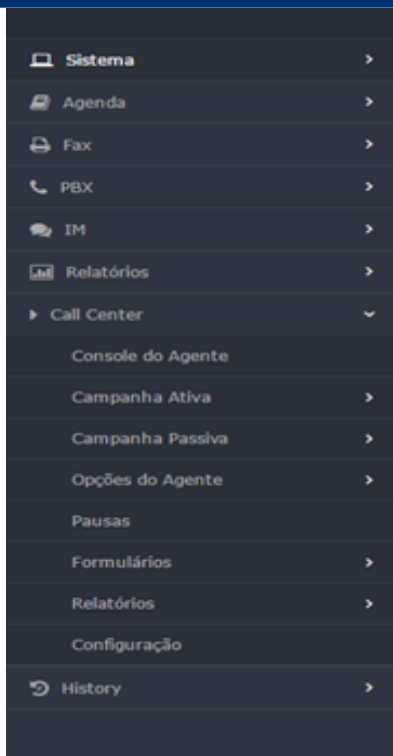 Sistema
Agenda
Fax
PBX
IM
Relatórios
Call Center
Console do Agente
Campanha Ativa
Campanha Passiva
Opções do Agente
Pausas
Formulários
Relatórios
Configuração
History